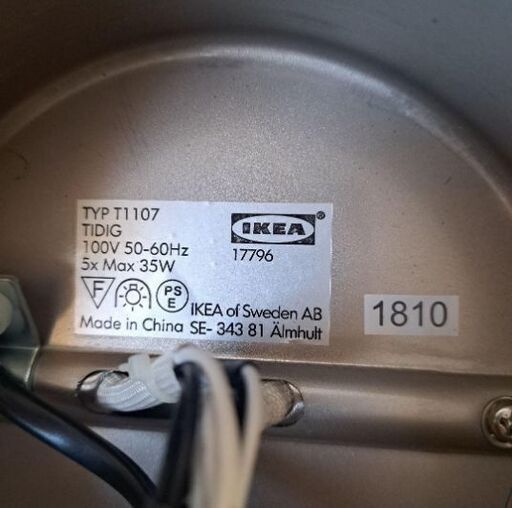 TYP T1107
TIDIG
100V 50-60Hz
5x Max 35W
IKEA®
17796
F
PS
E
IKEA of Sweden AB
Made in China SE- 343 81 Älmhult
1810